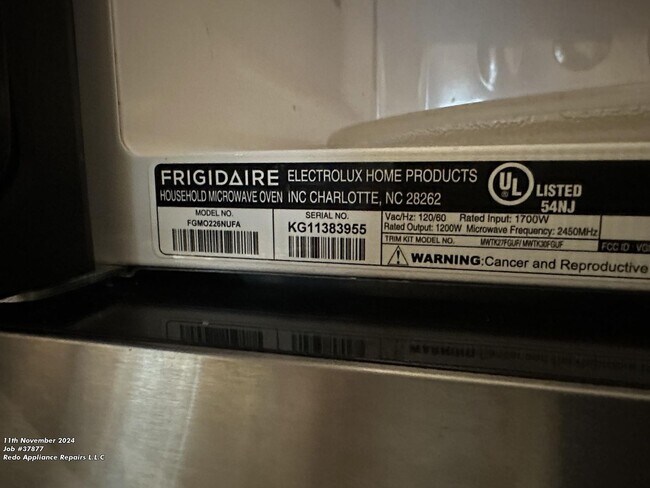 FRIGIDAIRE ELECTROLUX HOME PRODUCTS
HOUSEHOLD MICROWAVE OVEN INC CHARLOTTE, NC 28262
UL LISTED
54NJ
MODEL NO.
FGMO226NUFA
SERIAL NO.
KG11383955
Vac/Hz: 120/60 Rated Input: 1700W
Rated Output: 1200W Microwave Frequency: 2450MHz
TRIM KIT MODEL NO. MWTK27FGUF/ MWTK30FGUF
FCC ID
WARNING:Cancer and Reproductive
11th November 2024
Job #37877
Redo Appliance Repairs L.L.C